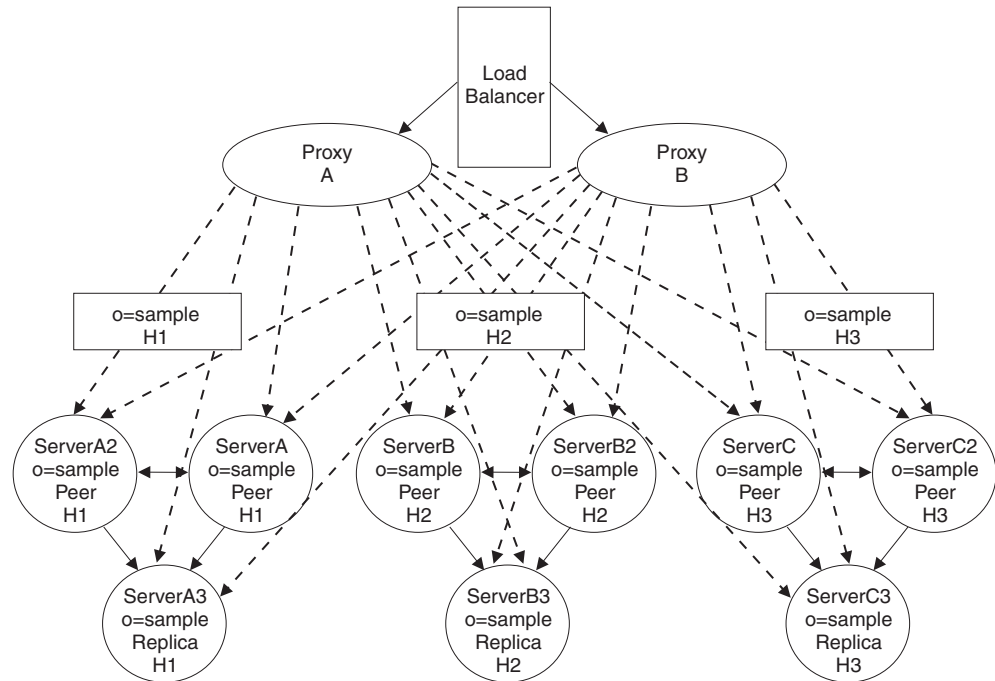 Load
Balancer
Proxy
A
Proxy
B
o=sample
H1
o=sample
H2
o=sample
H3
ServerA2
o=sample
Peer
H1
ServerA
o=sample
Peer
H1
ServerB
o=sample
Peer
H2
ServerB2
o=sample
Peer
H2
ServerC
o=sample
Peer
H3
ServerC2
o=sample
Peer
H3
ServerA3
o=sample
Replica
H1
ServerB3
o=sample
Replica
H2
ServerC3
o=sample
Replica
H3